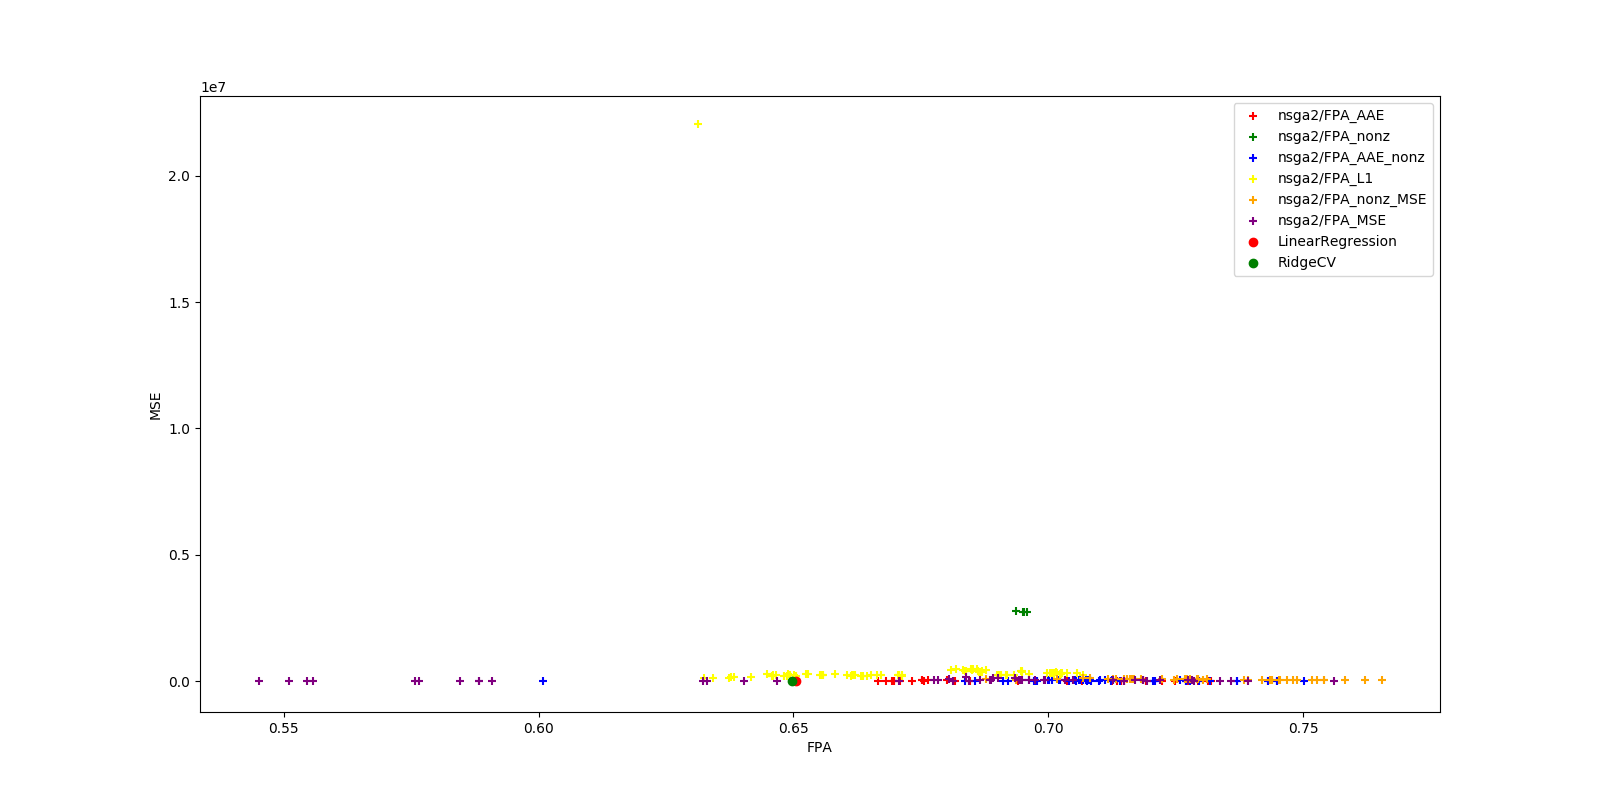 1e7
2.0
1.5
1.0
0.5
0.0
MSE
0.55
0.60
0.65
0.70
0.75
FPA
nsga2/FPA_AAE
nsga2/FPA_nonz
nsga2/FPA_AAE_nonz
nsga2/FPA_L1
nsga2/FPA_nonz_MSE
nsga2/FPA_MSE
LinearRegression
RidgeCV